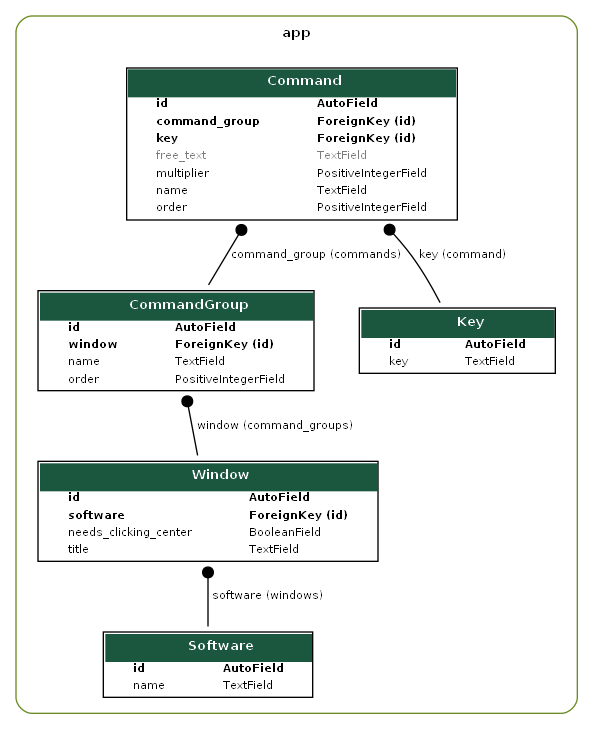 app
Command
id AutoField
command_group ForeignKey (id)
key ForeignKey (id)
free_text TextField
multiplier PositiveIntegerField
name TextField
order PositiveIntegerField
command_group (commands) key (command)
CommandGroup
id AutoField
window ForeignKey (id)
name TextField
order PositiveIntegerField
Key
id AutoField
key TextField
window (command_groups)
Window
id AutoField
software ForeignKey (id)
needs_clicking_center BooleanField
title TextField
software (windows)
Software
id AutoField
name TextField